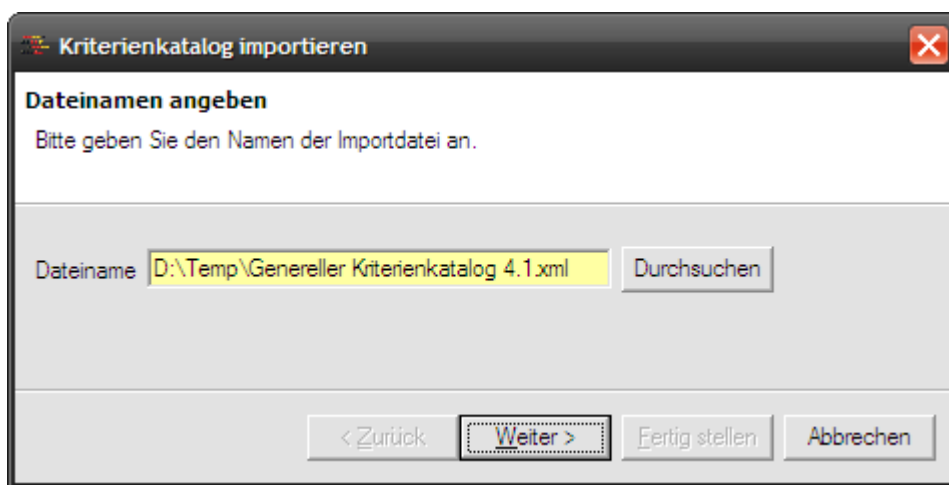 Kriterienkatalog importieren
Dateinamen angeben
Bitte geben Sie den Namen der Importdatei an.
Dateiname D:\Temp\Genereller Kriterienkatalog 4.1.xml Durchsuchen
< Zurück Weiter > Fertig stellen Abbrechen